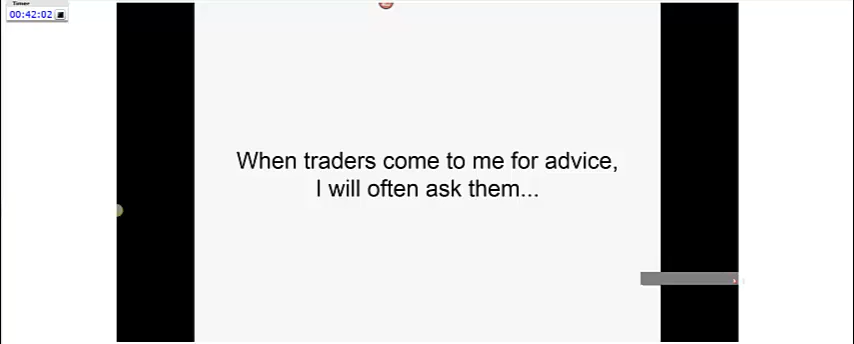 Timer
00:42:02
When traders come to me for advice,
I will often ask them...